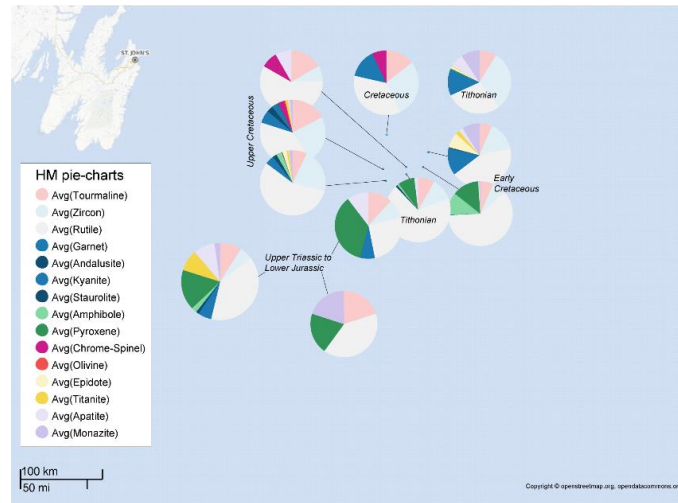 ST. JOHN'S
Upper Cretaceous
Cretaceous
Tithonian
Early
Cretaceous
Tithonian
Upper Triassic to
Lower Jurassic
HM pie-charts
Avg(Tourmaline)
Avg(Zircon)
Avg(Rutile)
Avg(Garnet)
Avg(Andalusite)
Avg(Kyanite)
Avg(Staurolite)
Avg(Amphibole)
Avg(Pyroxene)
Avg(Chrome-Spinel)
Avg(Olivine)
Avg(Epidote)
Avg(Titanite)
Avg(Apatite)
Avg(Monazite)
100 km
50 mi
Copyright © openstreetmap.org, opendatacommons.org